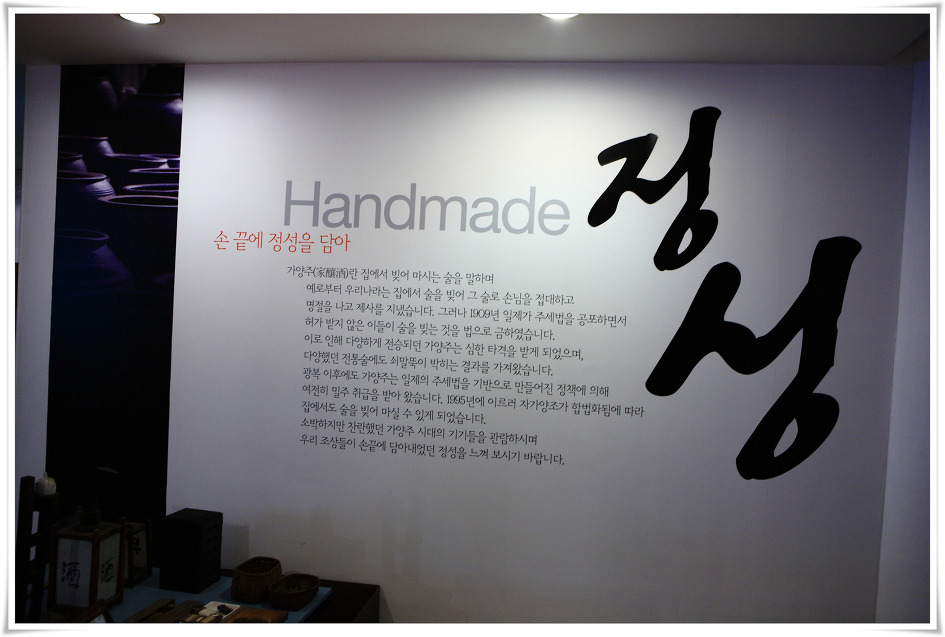 정성
Handmade
손 끝에 정성을 담아
가양주(家釀酒)란 집에서 빚어 마시는 술을 말하며
예로부터 우리나라는 집에서 술을 빚어 그 술로 손님을 접대하고
명절을 나고 제사를 지냈습니다. 그러나 1909년 일제가 주세법을 공포하면서
허가 받지 않은 이들이 술을 빚는 것을 법으로 금하였습니다.
이로 인해 다양하게 전승되던 가양주는 심한 타격을 받게 되었으며,
다양했던 전통술에도 쇠말뚝이 박히는 결과를 가져왔습니다.
광복 이후에도 가양주는 일제의 주세법을 기반으로 만들어진 정책에 의해
여전히 밀주 취급을 받아 왔습니다. 1995년에 이르러 자가양조가 합법화됨에 따라
집에서도 술을 빚어 마실 수 있게 되었습니다.
소박하지만 찬란했던 가양주 시대의 기기들을 관람하시며
우리 조상들이 손끝에 담아내었던 정성을 느껴 보시기 바랍니다.
酒
酒